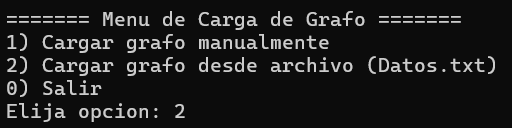 ======= Menu de Carga de Grafo =======
1) Cargar grafo manualmente
2) Cargar grafo desde archivo (Datos.txt)
0) Salir
Elija opcion: 2